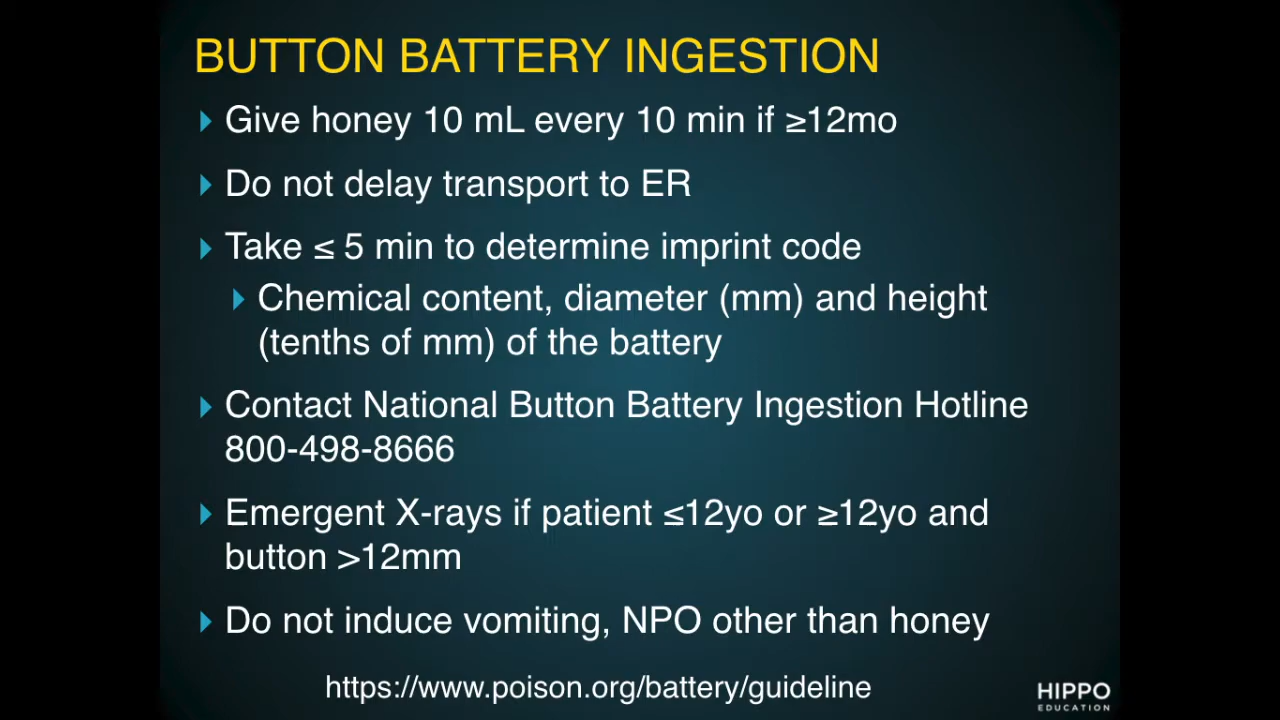 BUTTON BATTERY INGESTION
Give honey 10 mL every 10 min if ≥12mo
Do not delay transport to ER
Take ≤ 5 min to determine imprint code
Chemical content, diameter (mm) and height
(tenths of mm) of the battery
Contact National Button Battery Ingestion Hotline
800-498-8666
Emergent X-rays if patient ≤12yo or ≥12yo and
button >12mm
Do not induce vomiting, NPO other than honey
https://www.poison.org/battery/guideline
HIPPO
EDUCATION